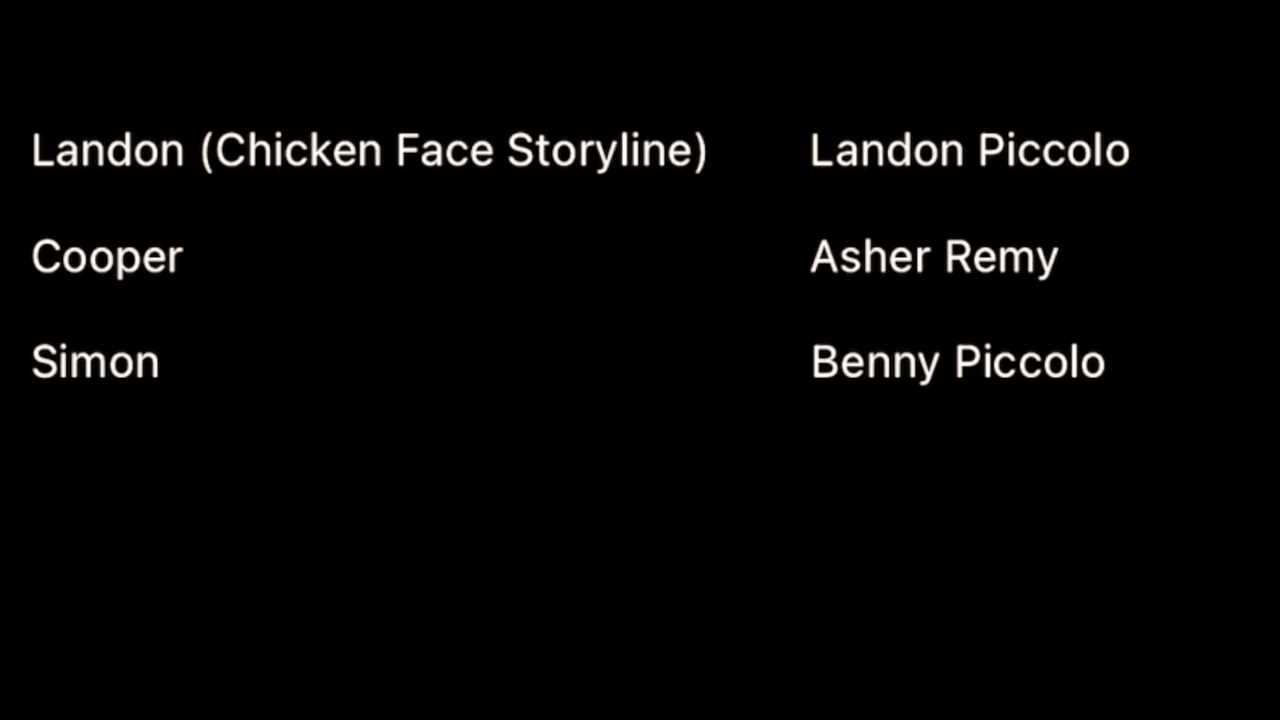 Landon (Chicken Face Storyline) Landon Piccolo
Cooper Asher Remy
Simon Benny Piccolo